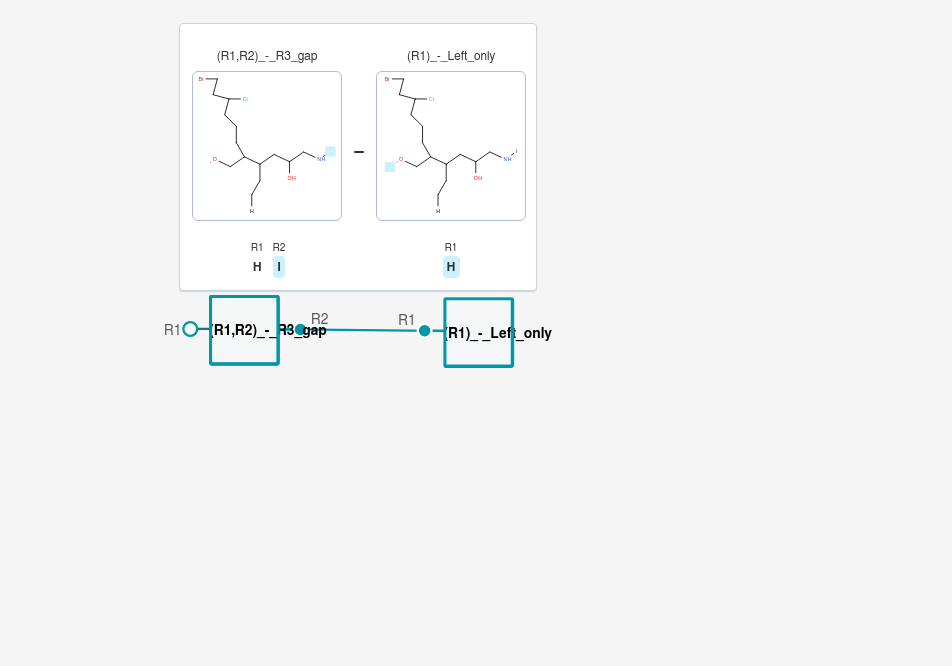 (R1,R2)_-_R3_gap (R1)_-_Left_only
Br Br
Cl Cl
O NH O NH I
OH OH
H H
–
R1 R2 R1
H I H
R1 (R1,R2)_-_R3_gap R2 R1 (R1)_-_Left_only